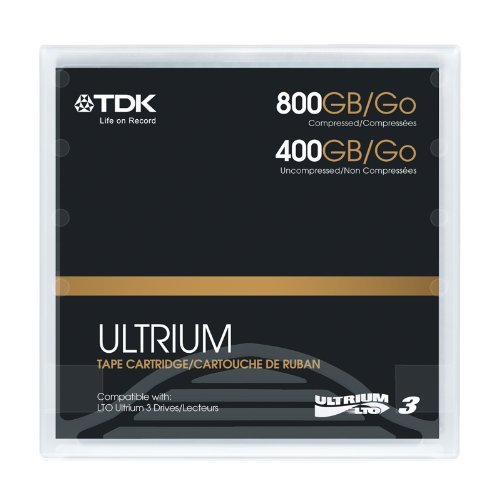 TDK
Life on Record
800GB/Go
Compressed/Compressées
400GB/Go
Uncompressed/Non Compressées
ULTRIUM
TAPE CARTRIDGE/CARTOUCHE DE RUBAN
Compatible with:
LTO Ultrium 3 Drives/Lecteurs
ULTRIUM
LTO
3